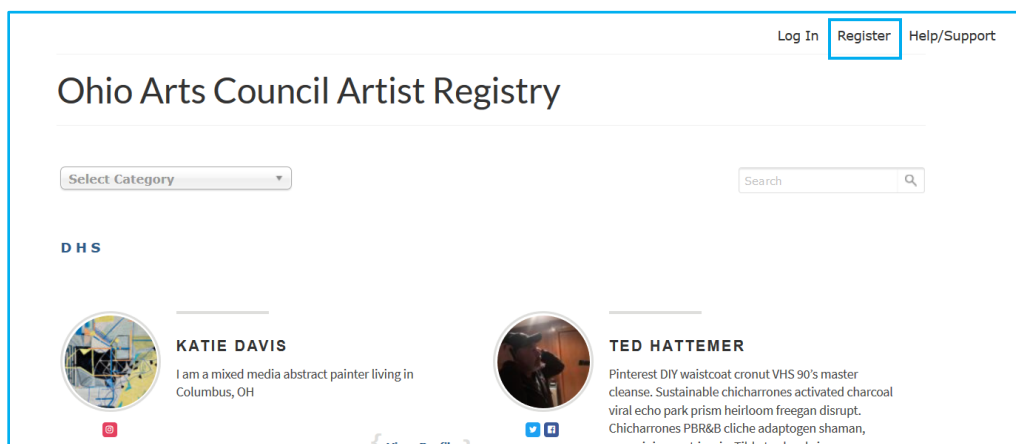 Log In Register Help/Support
Ohio Arts Council Artist Registry
Select Category
Search
D H S
KATIE DAVIS
I am a mixed media abstract painter living in
Columbus, OH
TED HATTEMER
Pinterest DIY waistcoat cronut VHS 90's master
cleanse. Sustainable chicharrones activated charcoal
viral echo park prism heirloom freegan disrupt.
Chicharrones PBR&B cliche adaptogen shaman,